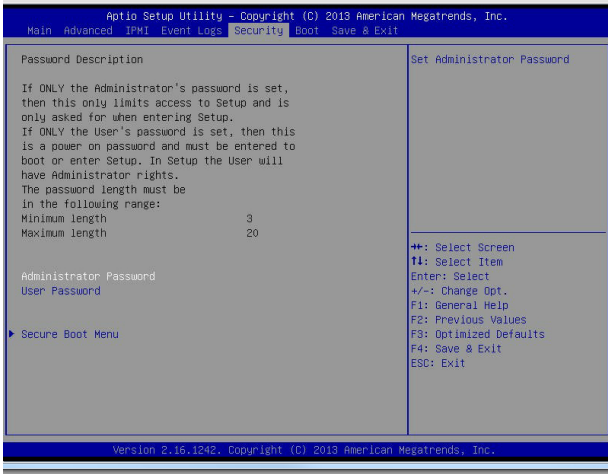 Aptio Setup Utility – Copyright (C) 2013 American Megatrends, Inc.
Main Advanced IPMI Event Logs Security Boot Save & Exit
Password Description
If ONLY the Administrator's password is set,
then this only limits access to Setup and is
only asked for when entering Setup.
If ONLY the User's password is set, then this
is a power on password and must be entered to
boot or enter Setup. In Setup the User will
have Administrator rights.
The password length must be
in the following range:
Minimum length 3
Maximum length 20
Administrator Password
User Password
Secure Boot Menu
Set Administrator Password
→←: Select Screen
↑↓: Select Item
Enter: Select
+/-: Change Opt.
F1: General Help
F2: Previous Values
F3: Optimized Defaults
F4: Save & Exit
ESC: Exit
Version 2.16.1242. Copyright (C) 2013 American Megatrends, Inc.